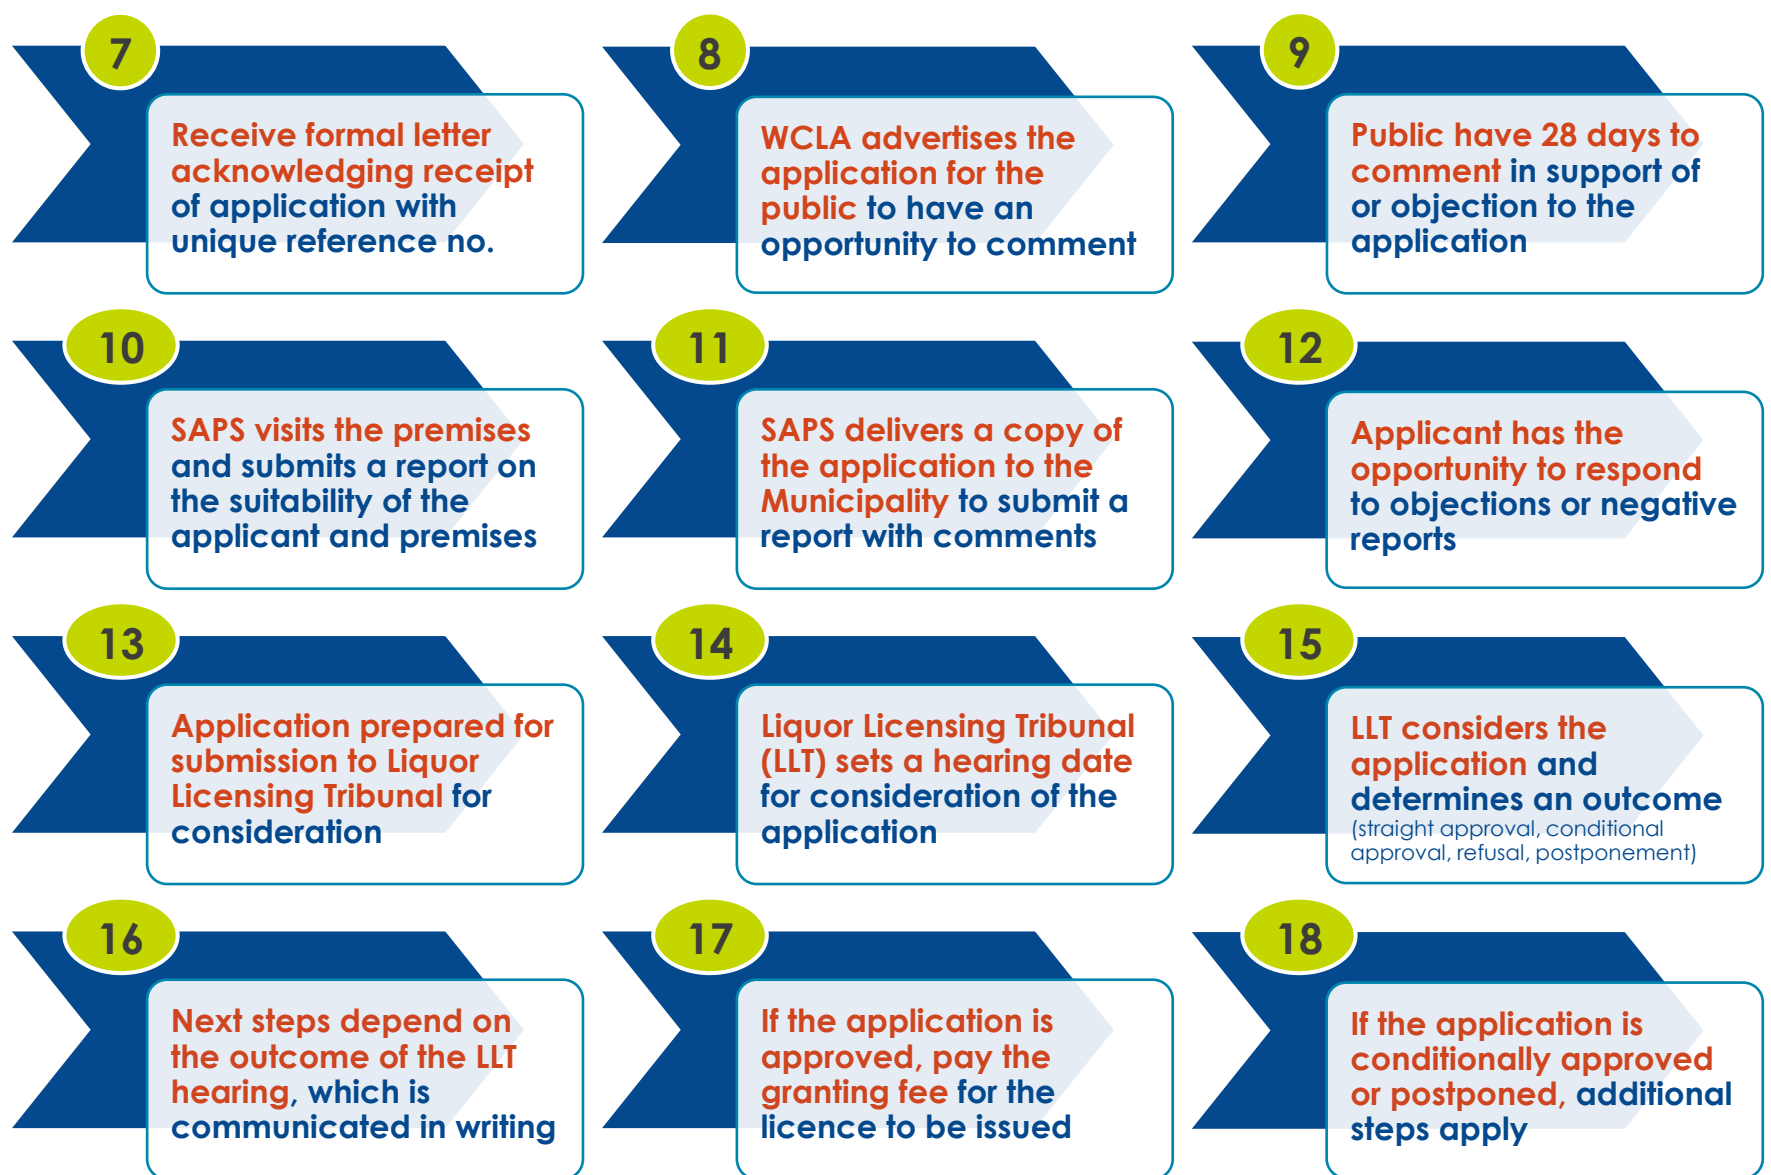 7
Receive formal letter
acknowledging receipt
of application with
unique reference no.
8
WCLA advertises the
application for the
public to have an
opportunity to comment
9
Public have 28 days to
comment in support of
or objection to the
application
10
SAPS visits the premises
and submits a report on
the suitability of the
applicant and premises
11
SAPS delivers a copy of
the application to the
Municipality to submit a
report with comments
12
Applicant has the
opportunity to respond
to objections or negative
reports
13
Application prepared for
submission to Liquor
Licensing Tribunal for
consideration
14
Liquor Licensing Tribunal
(LLT) sets a hearing date
for consideration of the
application
15
LLT considers the
application and
determines an outcome
(straight approval, conditional
approval, refusal, postponement)
16
Next steps depend on
the outcome of the LLT
hearing, which is
communicated in writing
17
If the application is
approved, pay the
granting fee for the
licence to be issued
18
If the application is
conditionally approved
or postponed, additional
steps apply